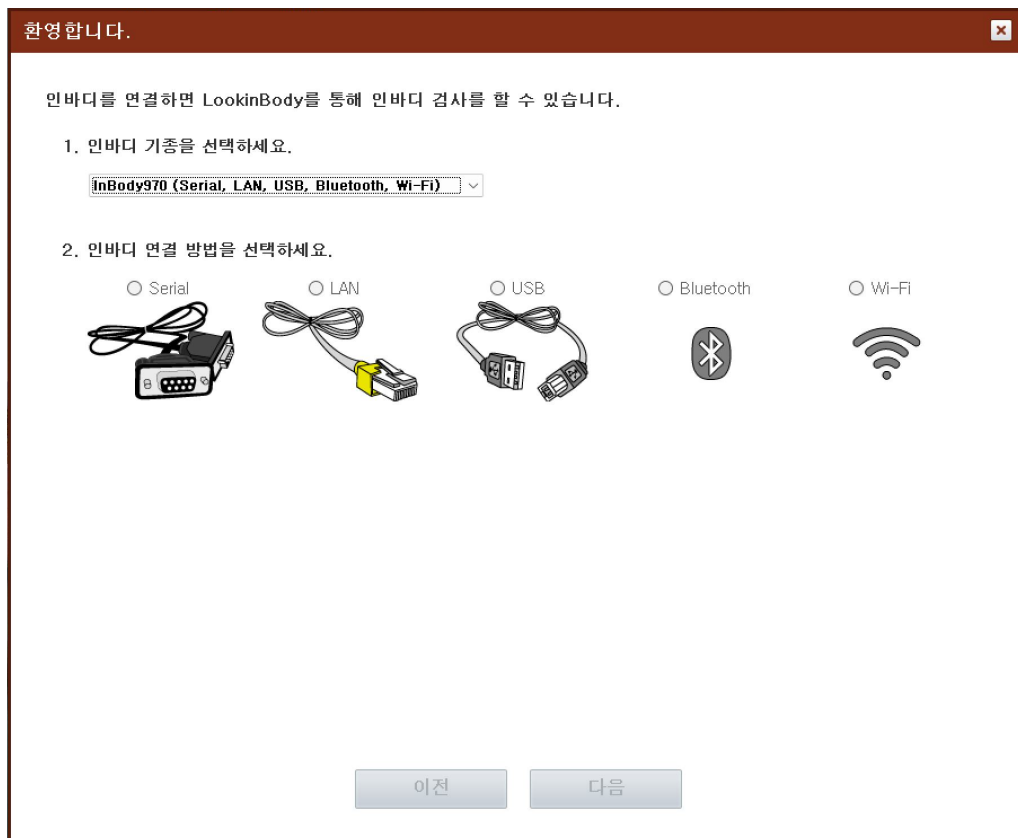 환영합니다.
인바디를 연결하면 LookinBody를 통해 인바디 검사를 할 수 있습니다.
1. 인바디 기종을 선택하세요.
InBody970 (Serial, LAN, USB, Bluetooth, Wi-Fi)
2. 인바디 연결 방법을 선택하세요.
Serial LAN USB Bluetooth Wi-Fi
이전 다음